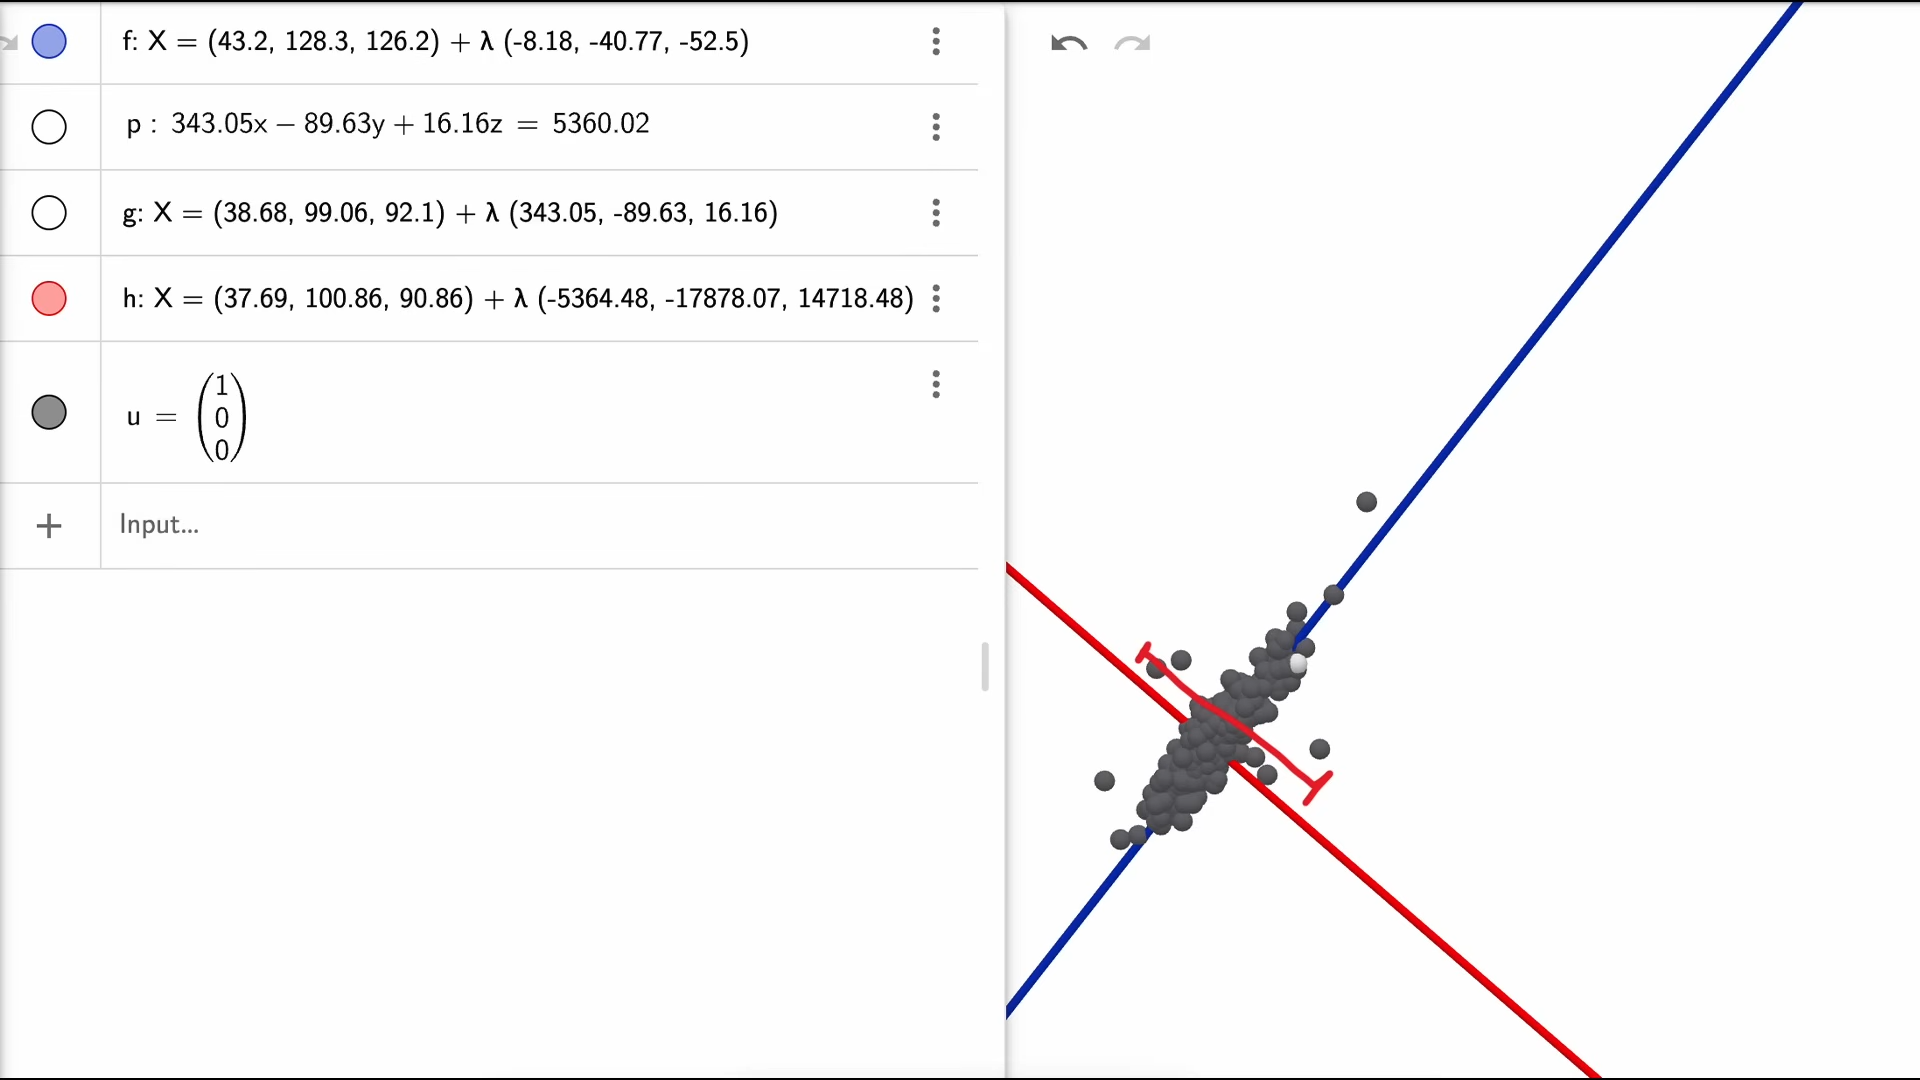 f: X = (43.2, 128.3, 126.2) + λ (-8.18, -40.77, -52.5)
p : 343.05x − 89.63y + 16.16z = 5360.02
g: X = (38.68, 99.06, 92.1) + λ (343.05, -89.63, 16.16)
h: X = (37.69, 100.86, 90.86) + λ (-5364.48, -17878.07, 14718.48)
1
u = 0
0
+ Input...